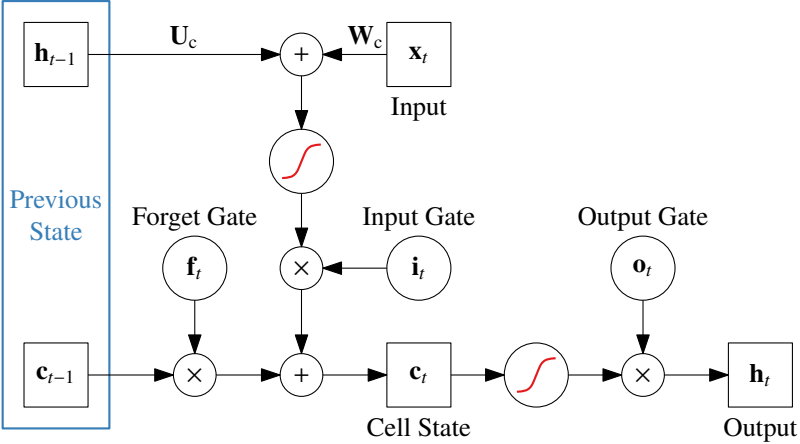 h_{t−1}
U_c
+
W_c
x_t
Input
Previous
State
Forget Gate
Input Gate
Output Gate
f_t
×
i_t
o_t
c_{t−1}
×
+
c_t
×
h_t
Cell State
Output